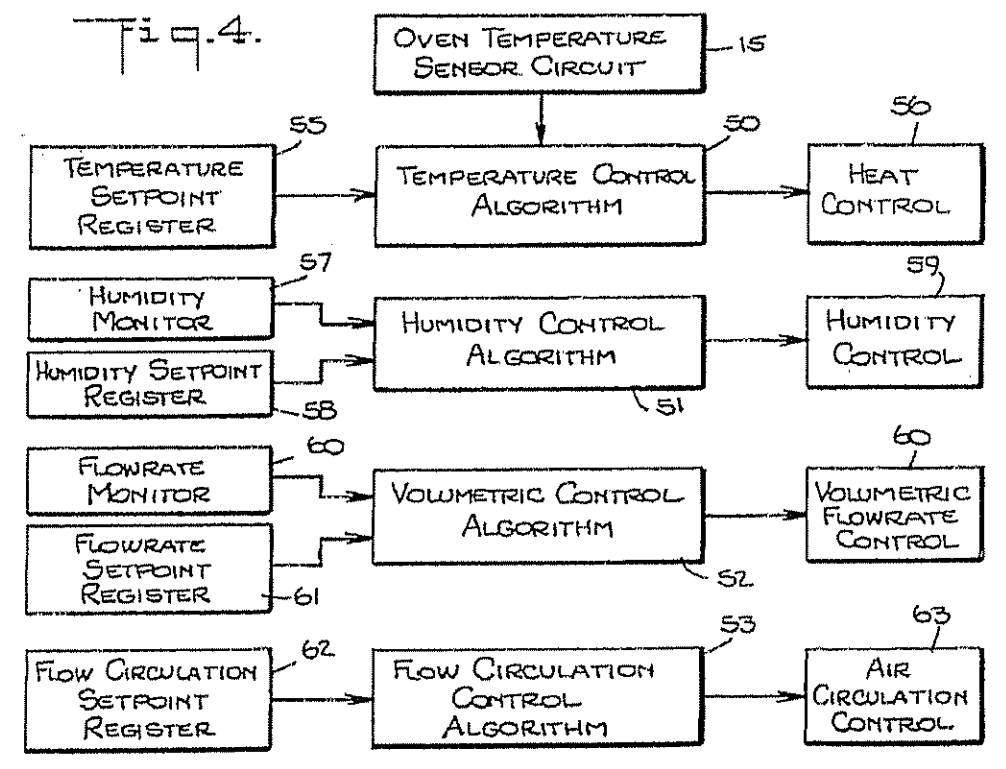 Fig.4.
OVEN TEMPERATURE
SENSOR CIRCUIT
15
55
TEMPERATURE
SETPOINT
REGISTER
50
TEMPERATURE CONTROL
ALGORITHM
56
HEAT
CONTROL
57
HUMIDITY
MONITOR
HUMIDITY SETPOINT
REGISTER
58
HUMIDITY CONTROL
ALGORITHM
51
59
HUMIDITY
CONTROL
60
FLOWRATE
MONITOR
FLOWRATE
SETPOINT
REGISTER
61
VOLUMETRIC CONTROL
ALGORITHM
52
60
VOLUMETRIC
FLOWRATE
CONTROL
62
FLOW CIRCULATION
SETPOINT
REGISTER
53
FLOW CIRCULATION
CONTROL
ALGORITHM
63
AIR
CIRCULATION
CONTROL